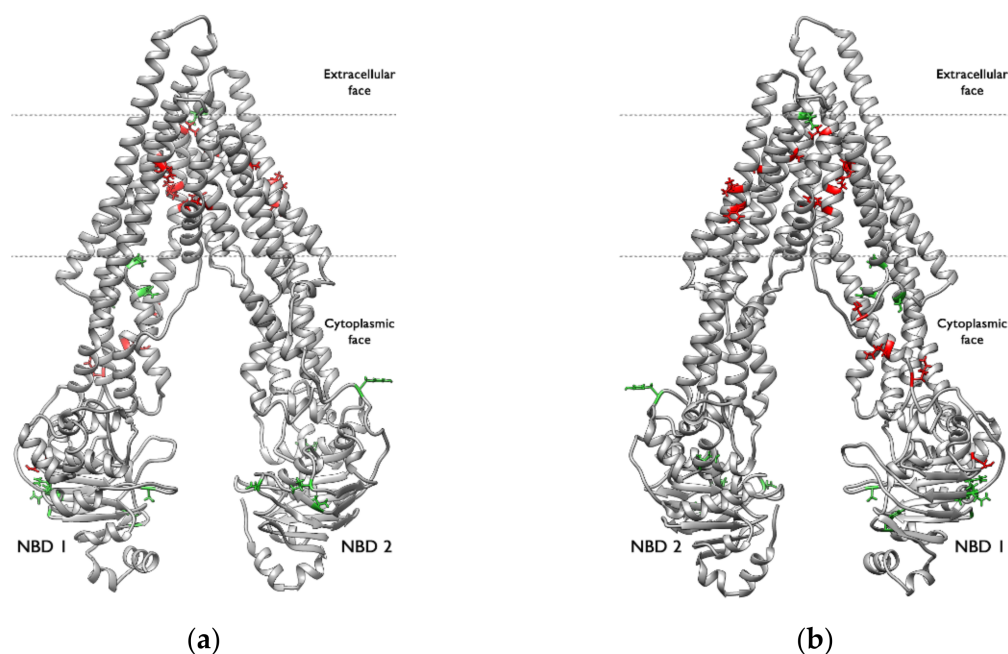 Extracellular
face
Extracellular
face
Cytoplasmic
face
Cytoplasmic
face
NBD 1
NBD 2
NBD 2
NBD 1
(a)
(b)